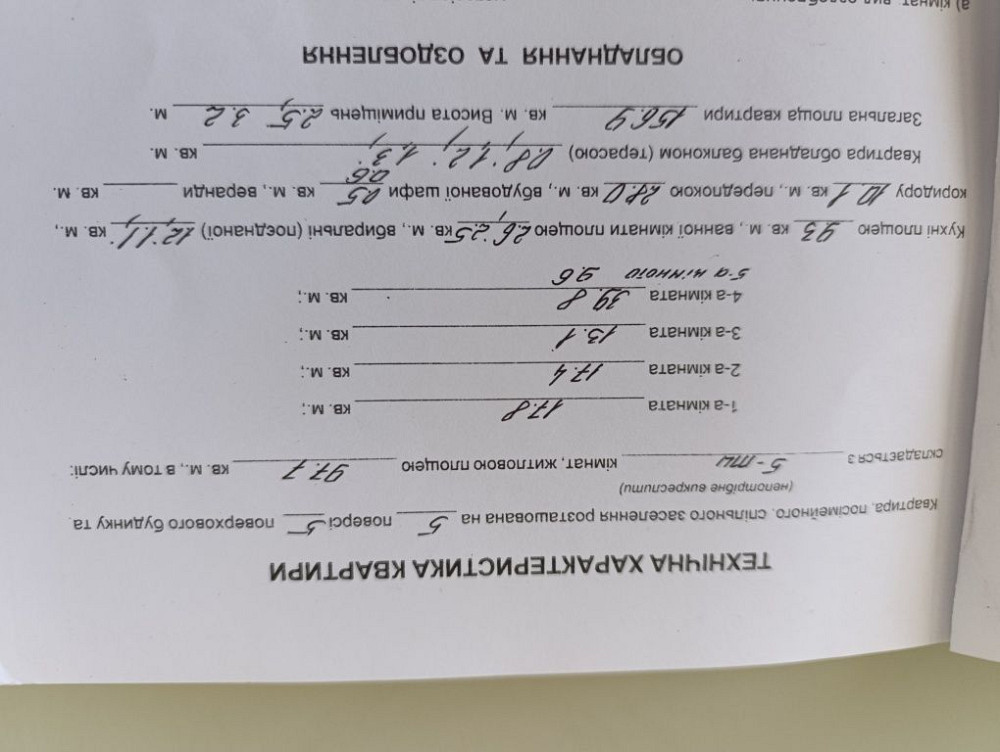 ТЕХНІЧНА ХАРАКТЕРИСТИКА КВАРТИРИ
Квартира. посімейного. спільного заселення розташована на 5 поверсі 5 поверхового будинку та
(непотрібне викреслити)
складається з 5-ти кімнат, житловою площею 97.7 кв. м., в тому числі:
1-а кімната 17.8 кв. м.;
2-а кімната 17.4 кв. м.;
3-а кімната 13.1 кв. м.;
4-а кімната 39.8 кв. м.;
5-а 9.6
Кухні площею 9.3 кв. м., ванної кімнати площею 2.6; 2.5 кв. м., вбиральні (поєднаної) 1.2; 1.1 кв. м.,
коридору 10.1 кв. м., передпокою 28.0 кв. м., вбудованої шафи 0.5 кв. м., веранди кв. м.
0.6
Квартира обладнана балконом (терасою) 0.8; 1.2; 1.3; кв. м.
Загальна площа квартири 156.9 кв. м. Висота приміщень 2.5; 3.2 м.
ОБЛАДНАННЯ ТА ОЗДОБЛЕННЯ
а) кімнат